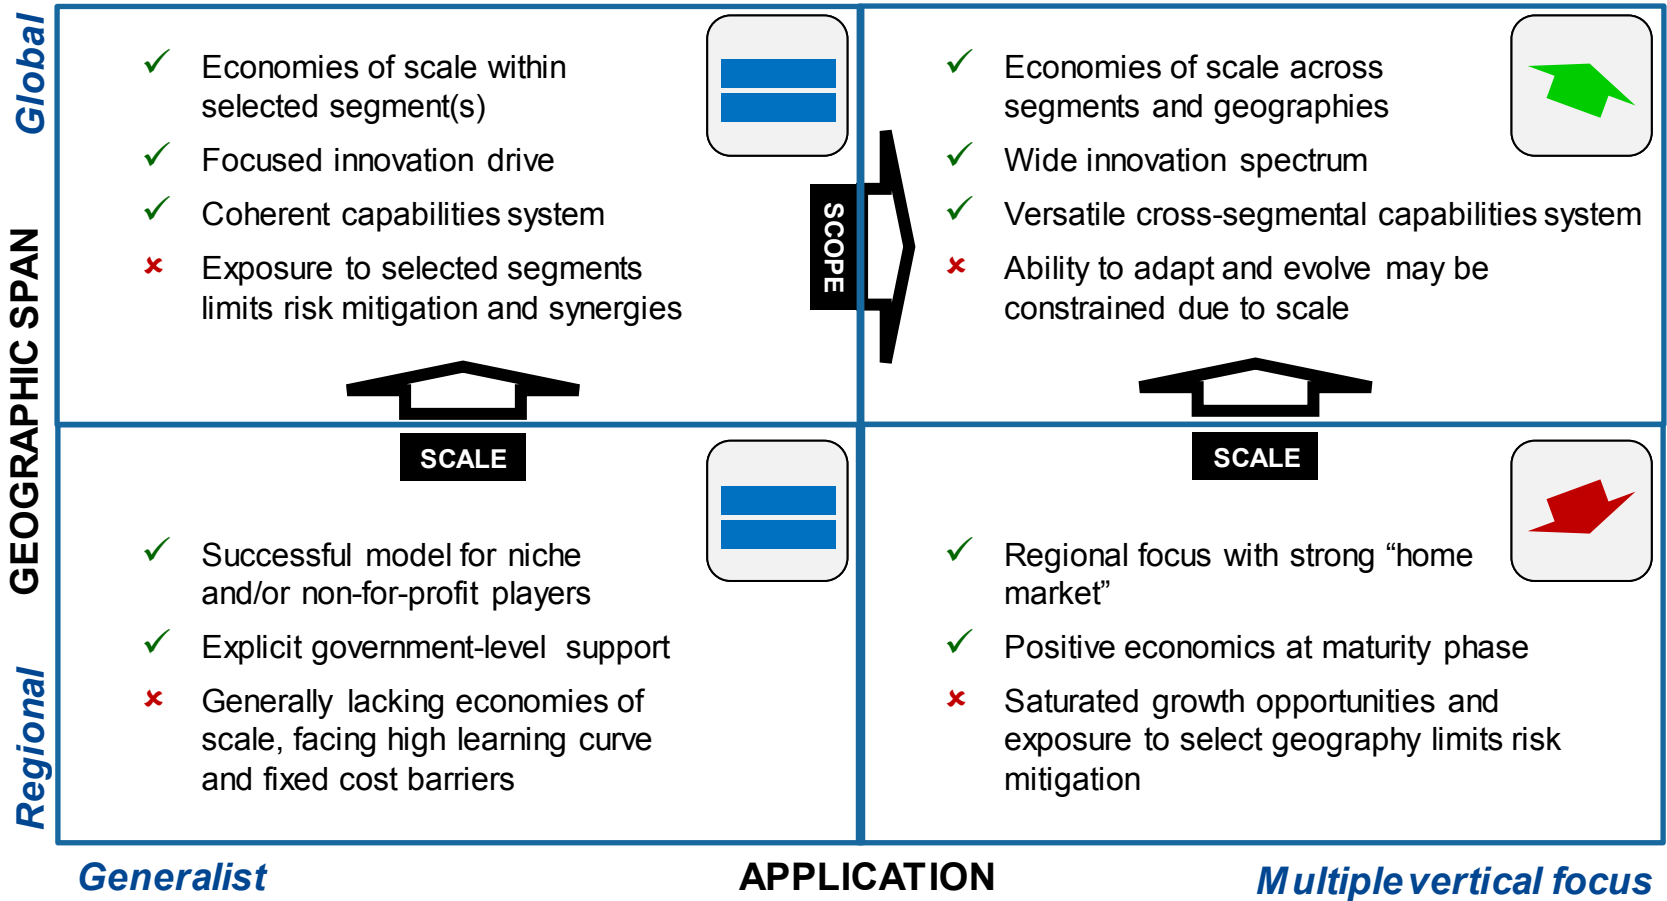 Global
Economies of scale within
selected segment(s)
Focused innovation drive
Coherent capabilities system
Exposure to selected segments
limits risk mitigation and synergies
SCOPE
Economies of scale across
segments and geographies
Wide innovation spectrum
Versatile cross-segmental capabilities system
Ability to adapt and evolve may be
constrained due to scale
GEOGRAPHIC SPAN
SCALE
SCALE
Regional
Successful model for niche
and/or non-for-profit players
Explicit government-level support
Generally lacking economies of
scale, facing high learning curve
and fixed cost barriers
Regional focus with strong “home
market”
Positive economics at maturity phase
Saturated growth opportunities and
exposure to select geography limits risk
mitigation
Generalist
APPLICATION
Multiple vertical focus